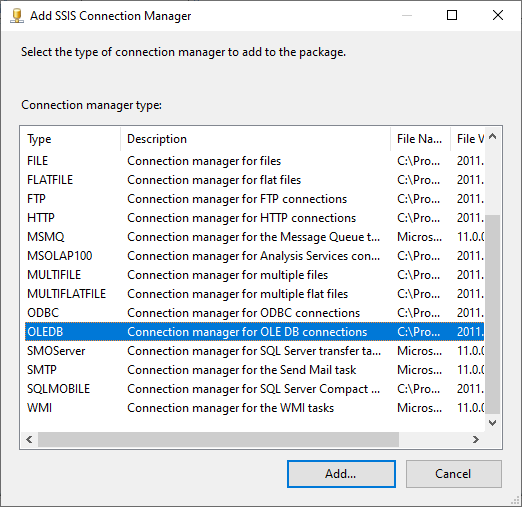 Add SSIS Connection Manager
Select the type of connection manager to add to the package.
Connection manager type:
Type Description File Na... File V
FILE Connection manager for files C:\Pro... 2011.
FLATFILE Connection manager for flat files C:\Pro... 2011.
FTP Connection manager for FTP connections C:\Pro... 2011.
HTTP Connection manager for HTTP connections C:\Pro... 2011.
MSMQ Connection manager for the Message Queue t... Micros... 11.0.0
MSOLAP100 Connection manager for Analysis Services con... C:\Pro... 2011.
MULTIFILE Connection manager for multiple files C:\Pro... 2011.
MULTIFLATFILE Connection manager for multiple flat files C:\Pro... 2011.
ODBC Connection manager for ODBC connections C:\Pro... 2011.
OLEDB Connection manager for OLE DB connections C:\Pro... 2011.
SMOServer Connection manager for SQL Server transfer ta... Micros... 11.0.0
SMTP Connection manager for the Send Mail task Micros... 11.0.0
SQLMOBILE Connection manager for SQL Server Compact ... C:\Pro... 2011.
WMI Connection manager for the WMI tasks Micros... 11.0.0
Add... Cancel